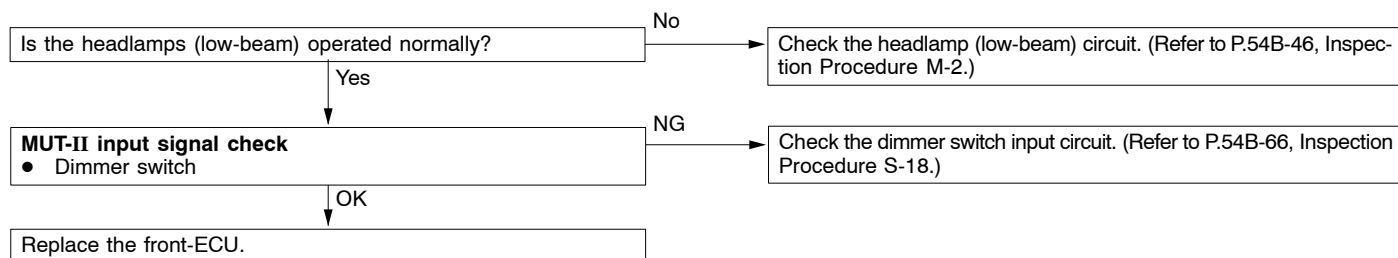 No
Is the headlamps (low-beam) operated normally?
Check the headlamp (low-beam) circuit. (Refer to P.54B-46, Inspec-
tion Procedure M-2.)
Yes
MUT-II input signal check
● Dimmer switch
NG
Check the dimmer switch input circuit. (Refer to P.54B-66, Inspection
Procedure S-18.)
OK
Replace the front-ECU.